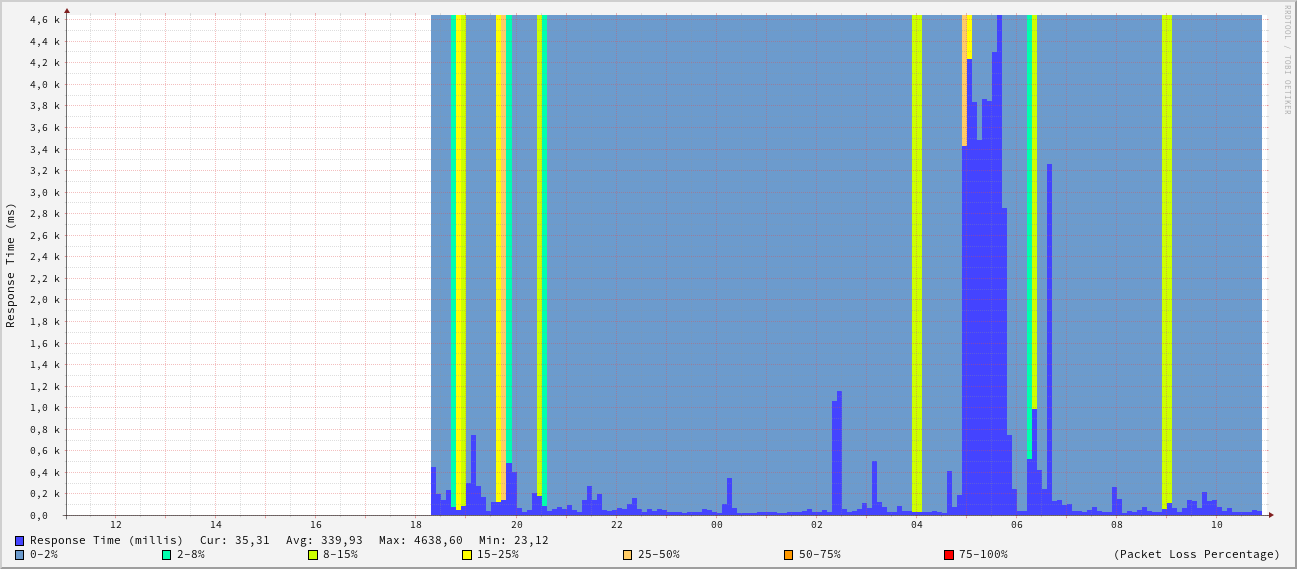 RRDTOOL / TOBI OETIKER
Response Time (ms)
4,6 k
4,4 k
4,2 k
4,0 k
3,8 k
3,6 k
3,4 k
3,2 k
3,0 k
2,8 k
2,6 k
2,4 k
2,2 k
2,0 k
1,8 k
1,6 k
1,4 k
1,2 k
1,0 k
0,8 k
0,6 k
0,4 k
0,2 k
0,0
12 14 16 18 20 22 00 02 04 06 08 10
Response Time (millis) Cur: 35,31 Avg: 339,93 Max: 4638,60 Min: 23,12
0-2% 2-8% 8-15% 15-25% 25-50% 50-75% 75-100% (Packet Loss Percentage)